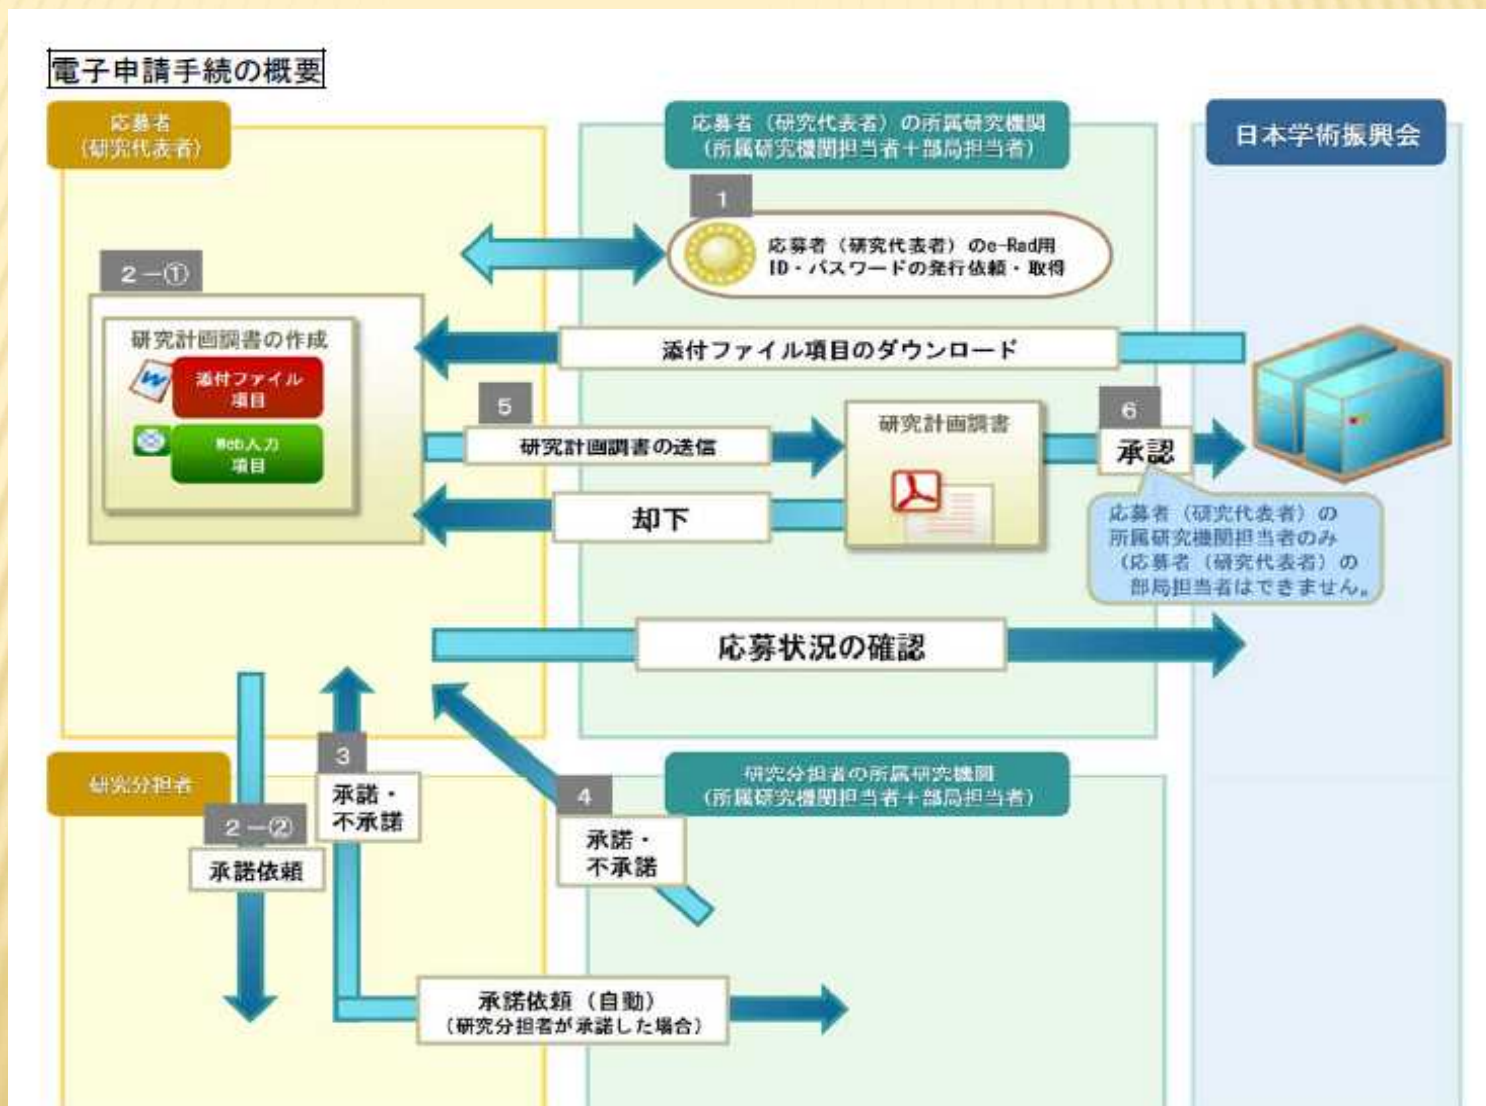 電子申請手続の概要
応募者
(研究代表者)
応募者（研究代表者）の所属研究機関
(所属研究機関担当者＋部局担当者)
日本学術振興会
1
応募者（研究代表者）のe-Rad用
ID・パスワードの発行依頼・取得
2－①
研究計画調書の作成
添付ファイル
項目
Web入力
項目
添付ファイル項目のダウンロード
5
研究計画調書の送信
研究計画調書
6
承認
却下
応募者（研究代表者）の
所属研究機関担当者のみ
（応募者（研究代表者）の
部局担当者はできません。
応募状況の確認
研究分担者
3
承諾・
不承諾
2－②
承諾依頼
4
承諾・
不承諾
研究分担者の所属研究機関
(所属研究機関担当者＋部局担当者)
承諾依頼（自動）
(研究分担者が承諾した場合)